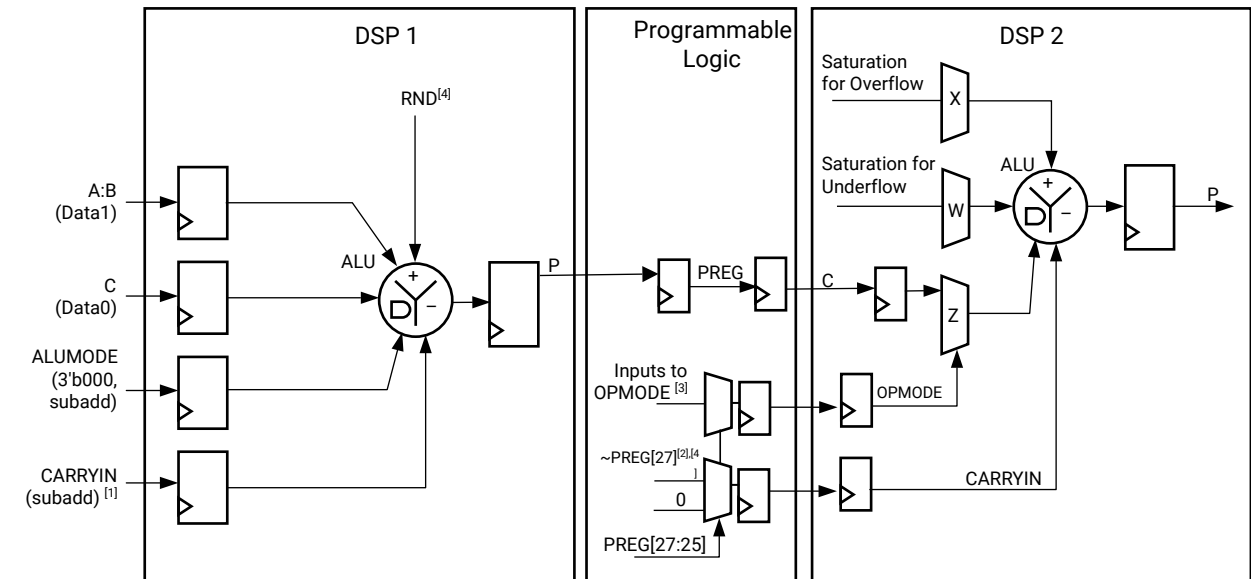 DSP 1
Programmable
Logic
DSP 2
RND[4]
Saturation
for Overflow
X
A:B
(Data1)
ALU
+
−
C
(Data0)
P
PREG
Saturation for
Underflow
W
ALU
+
−
P
C
Z
ALUMODE
(3'b000,
subadd)
Inputs to
OPMODE [3]
OPMODE
CARRYIN
(subadd) [1]
~PREG[27][2],[4
]
0
PREG[27:25]
CARRYIN